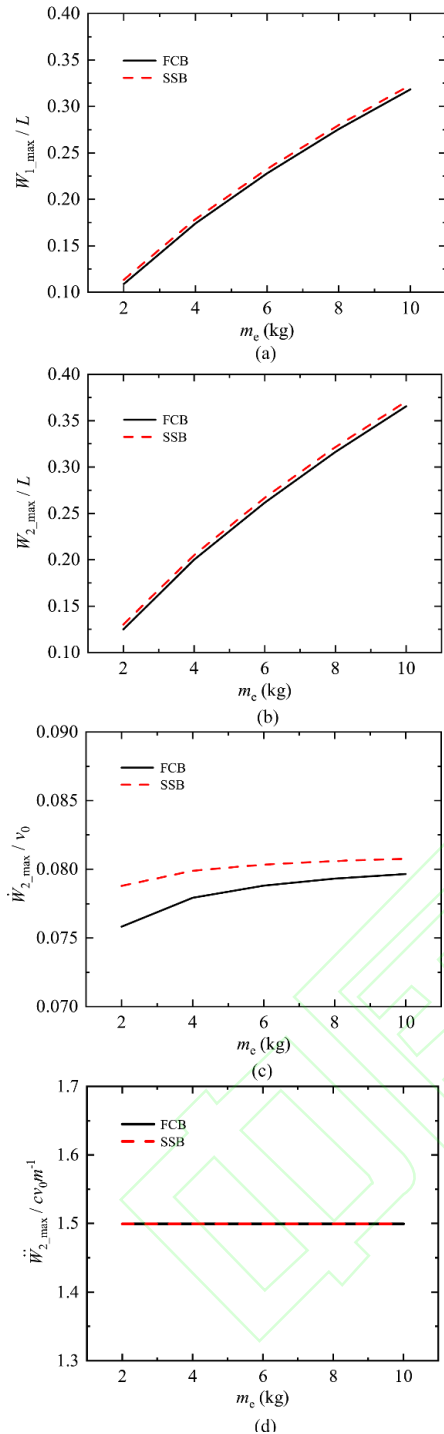 0.40
0.35
0.30
0.25
0.20
0.15
0.10
W1_max / L
FCB
SSB
2 4 6 8 10
me (kg)
(a)
0.40
0.35
0.30
0.25
0.20
0.15
0.10
W2_max / L
FCB
SSB
2 4 6 8 10
me (kg)
(b)
0.090
0.085
0.080
0.075
0.070
Ẇ2_max / v0
FCB
SSB
2 4 6 8 10
me (kg)
(c)
1.7
1.6
1.5
1.4
1.3
Ẅ2_max / cv0m⁻¹
FCB
SSB
2 4 6 8 10
me (kg)
(d)